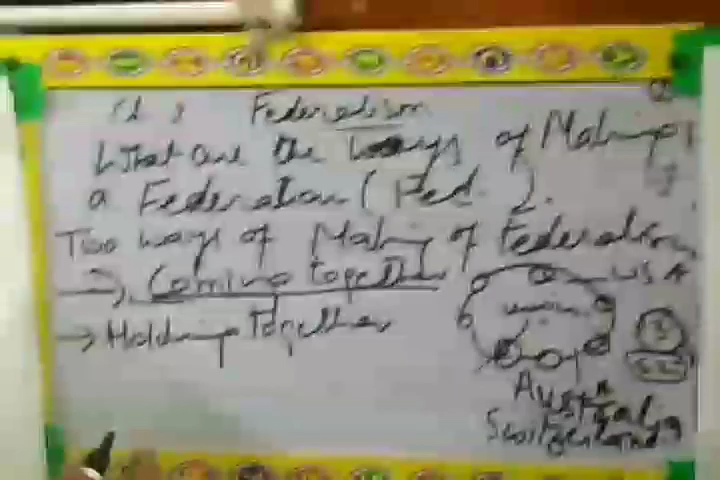 Federalism
What are the ways of Making
a Federation (Fed. ).
Two ways of Making of Federalism
→ Coming together
→ Holding together
USA
Australia
Switzerland